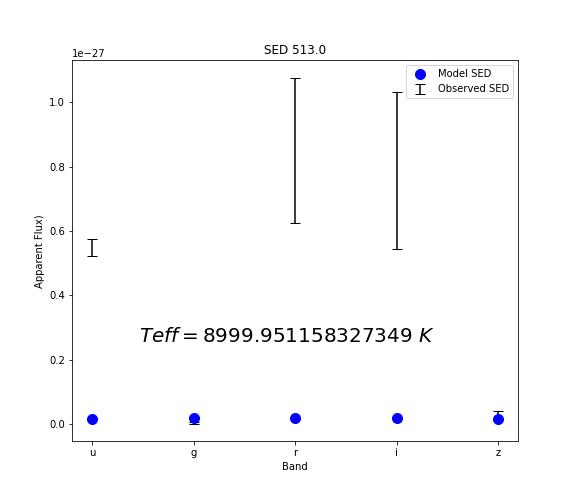 SED 513.0
1e−27
Model SED
Observed SED
1.0
0.8
0.6
0.4
0.2
0.0
Apparent Flux)
Teff = 8999.951158327349 K
u g r i z
Band